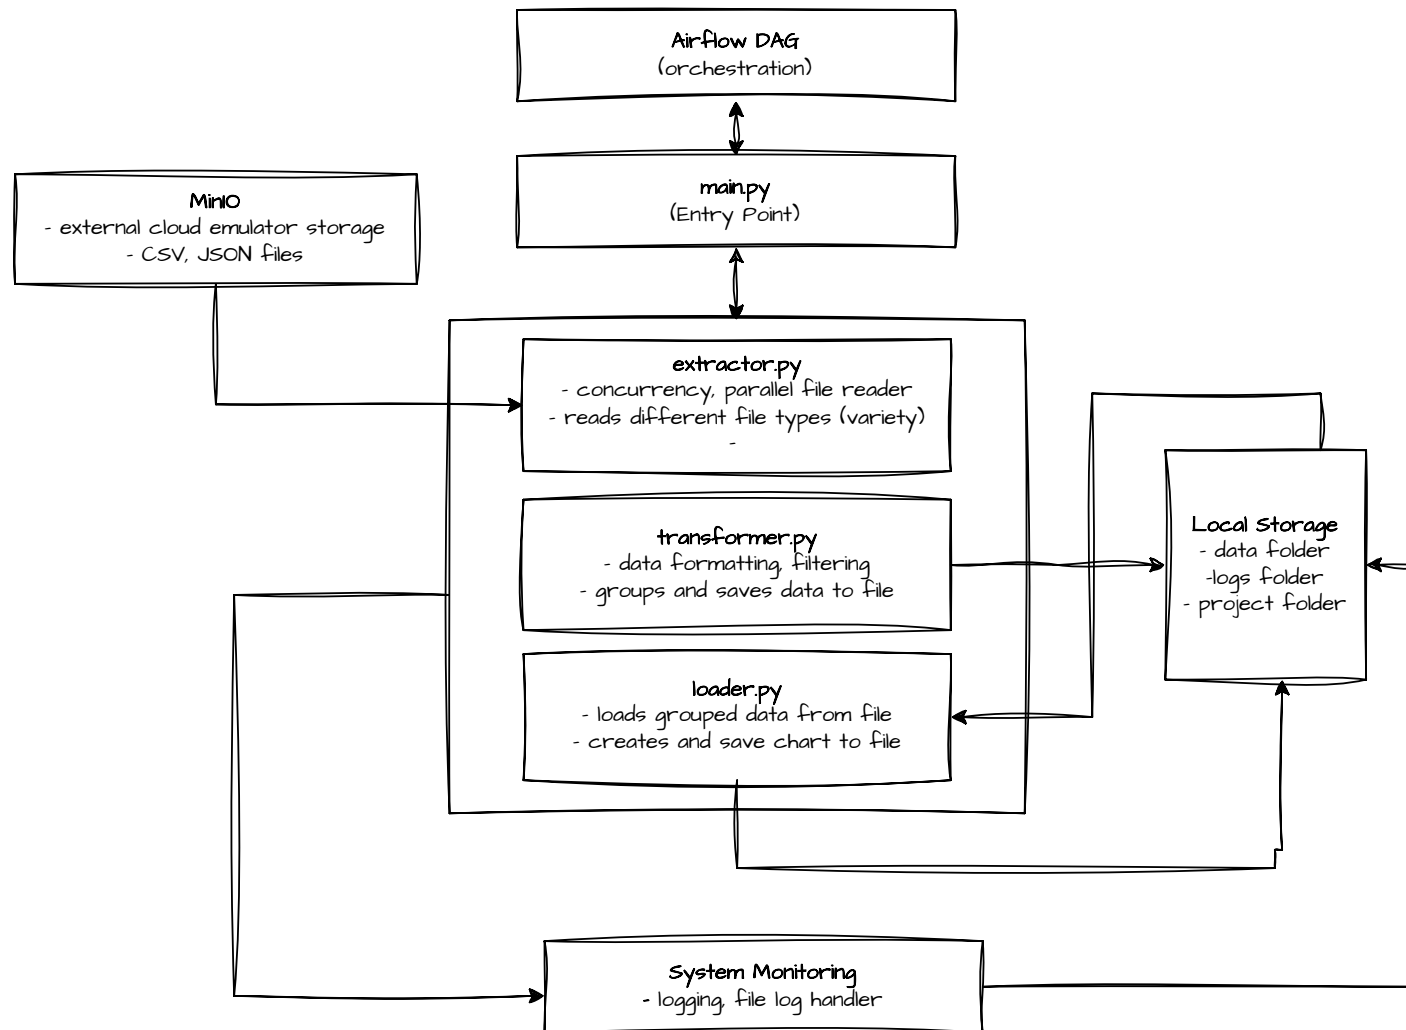 Airflow DAG
(orchestration)
main.py
(Entry Point)
MinIO
- external cloud emulator storage
- CSV, JSON files
extractor.py
- concurrency, parallel file reader
- reads different file types (variety)
-
transformer.py
- data formatting, filtering
- groups and saves data to file
loader.py
- loads grouped data from file
- creates and save chart to file
Local Storage
- data folder
-logs folder
- project folder
System Monitoring
- logging, file log handler